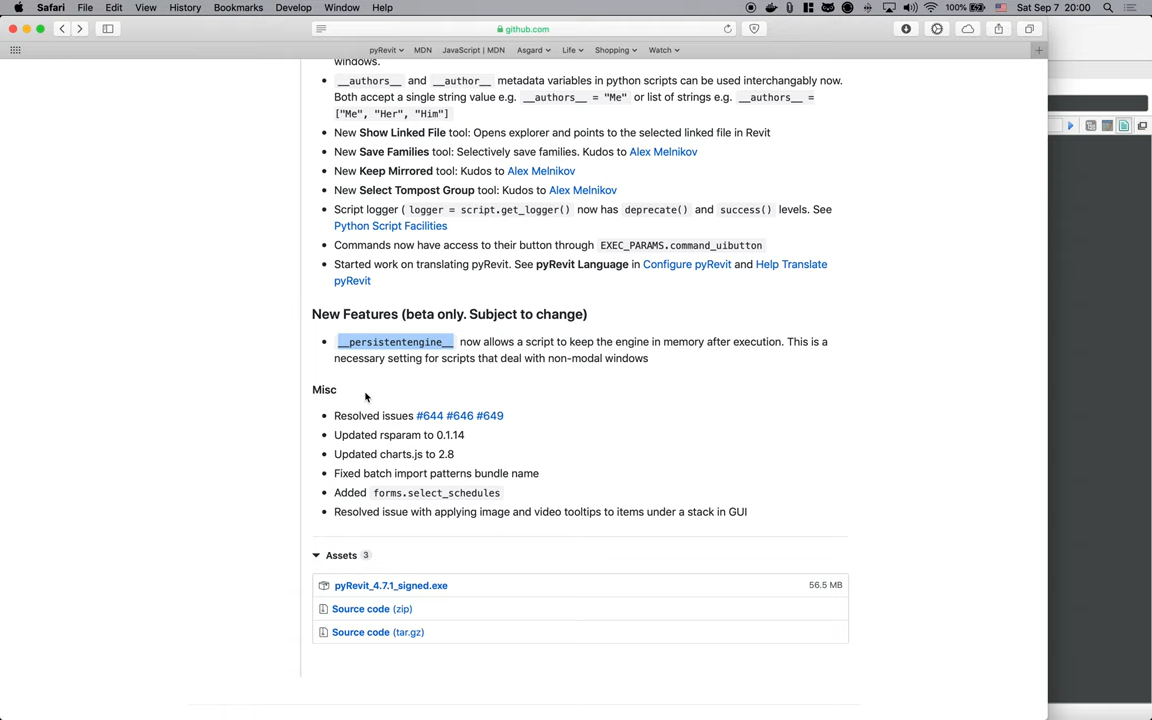 Safari File Edit View History Bookmarks Develop Window Help 100% Sat Sep 7 20:00
github.com
pyRevit MDN JavaScript | MDN Asgard Life Shopping Watch
windows.
__authors__ and __author__ metadata variables in python scripts can be used interchangably now.
Both accept a single string value e.g. __authors__ = "Me" or list of strings e.g. __authors__ =
["Me", "Her", "Him"]
New Show Linked File tool: Opens explorer and points to the selected linked file in Revit
New Save Families tool: Selectively save families. Kudos to Alex Melnikov
New Keep Mirrored tool: Kudos to Alex Melnikov
New Select Tompost Group tool: Kudos to Alex Melnikov
Script logger ( logger = script.get_logger() now has deprecate() and success() levels. See
Python Script Facilities
Commands now have access to their button through EXEC_PARAMS.command_uibutton
Started work on translating pyRevit. See pyRevit Language in Configure pyRevit and Help Translate
pyRevit
New Features (beta only. Subject to change)
__persistentengine__ now allows a script to keep the engine in memory after execution. This is a
necessary setting for scripts that deal with non-modal windows
Misc
Resolved issues #644 #646 #649
Updated rsparam to 0.1.14
Updated charts.js to 2.8
Fixed batch import patterns bundle name
Added forms.select_schedules
Resolved issue with applying image and video tooltips to items under a stack in GUI
Assets 3
pyRevit_4.7.1_signed.exe 56.5 MB
Source code (zip)
Source code (tar.gz)